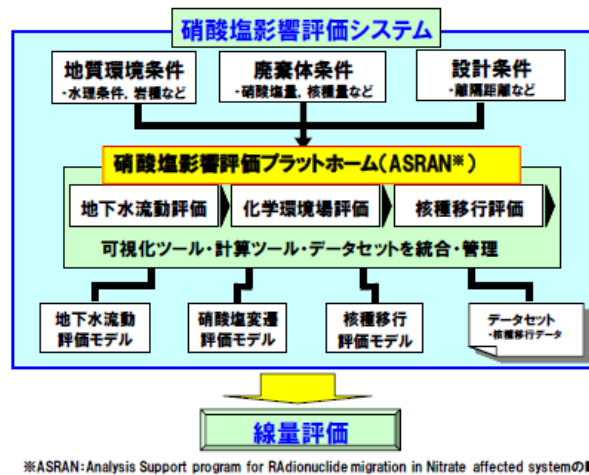 硝酸塩影響評価システム
地質環境条件
・水理条件，岩種など
廃棄体条件
・硝酸塩量，核種量など
設計条件
・離隔距離など
硝酸塩影響評価プラットホーム(ASRAN※)
地下水流動評価
化学環境場評価
核種移行評価
可視化ツール・計算ツール・データセットを統合・管理
地下水流動
評価モデル
硝酸塩変遷
評価モデル
核種移行
評価モデル
データセット
・核種移行データ
線量評価
※ASRAN:Analysis Support program for RAdionuclide migration in Nitrate affected systemの